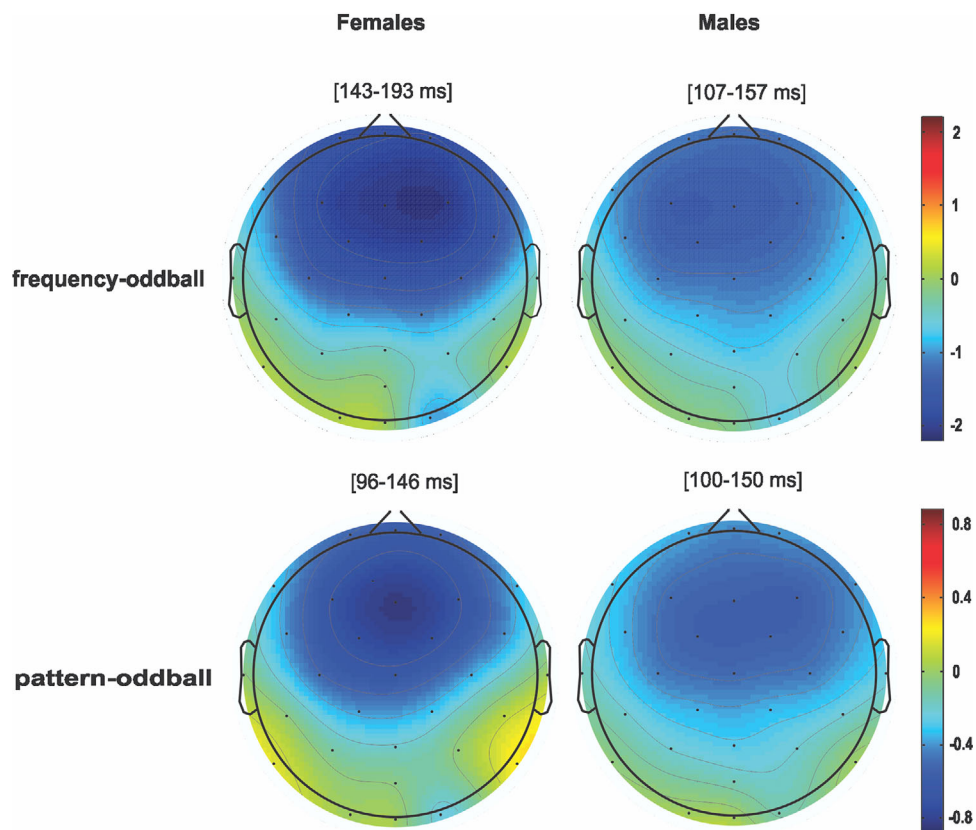 Females Males
[143-193 ms] [107-157 ms]
2
1
frequency-oddball 0
-1
-2
[96-146 ms] [100-150 ms]
0.8
0.4
pattern-oddball 0
-0.4
-0.8